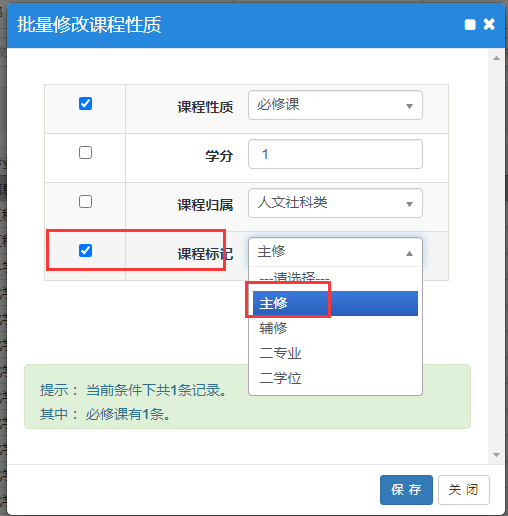 批量修改课程性质
课程性质 必修课
学分 1
课程归属 人文社科类
课程标记 主修
---请选择---
主修
辅修
二专业
二学位
提示： 当前条件下共1条记录。
其中： 必修课有1条。
保 存 关 闭